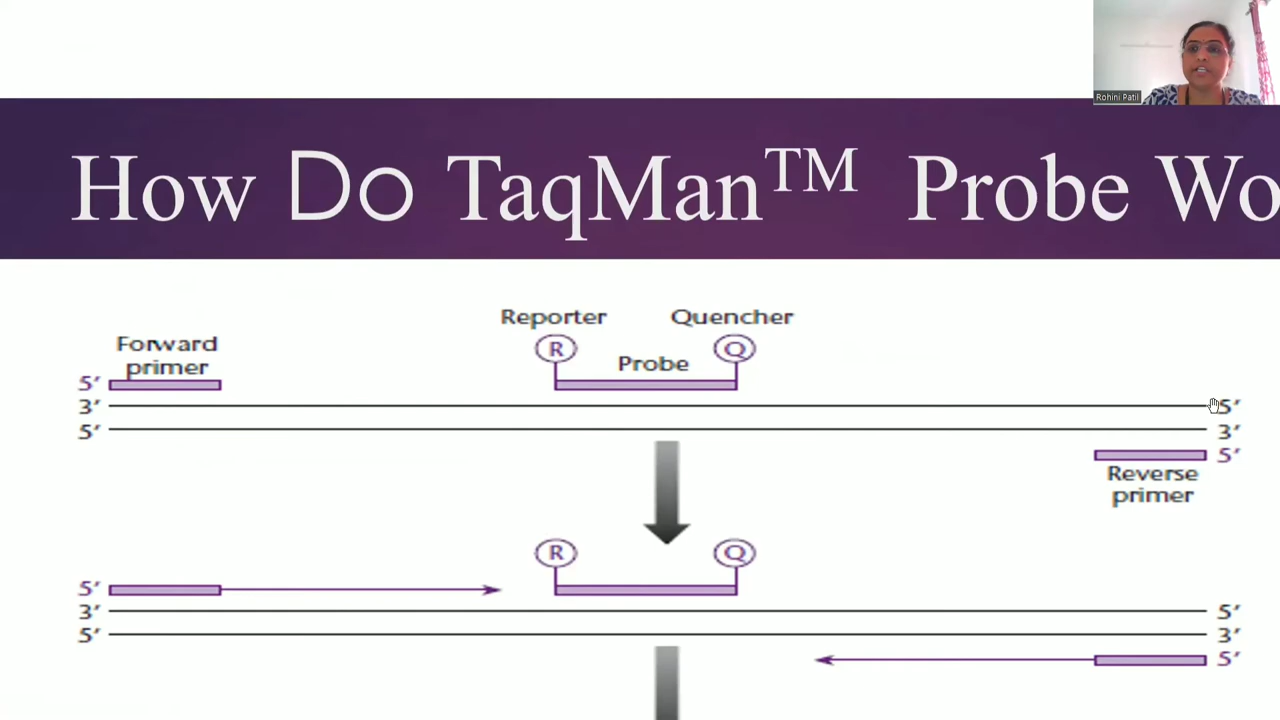 Rohini Patil
How Do TaqMan™ Probe Wo
Reporter Quencher
Forward
primer
R Q
Probe
5′
3′ 5′
5′ 3′
5′
Reverse
primer
R Q
5′
3′ 5′
5′ 3′
5′